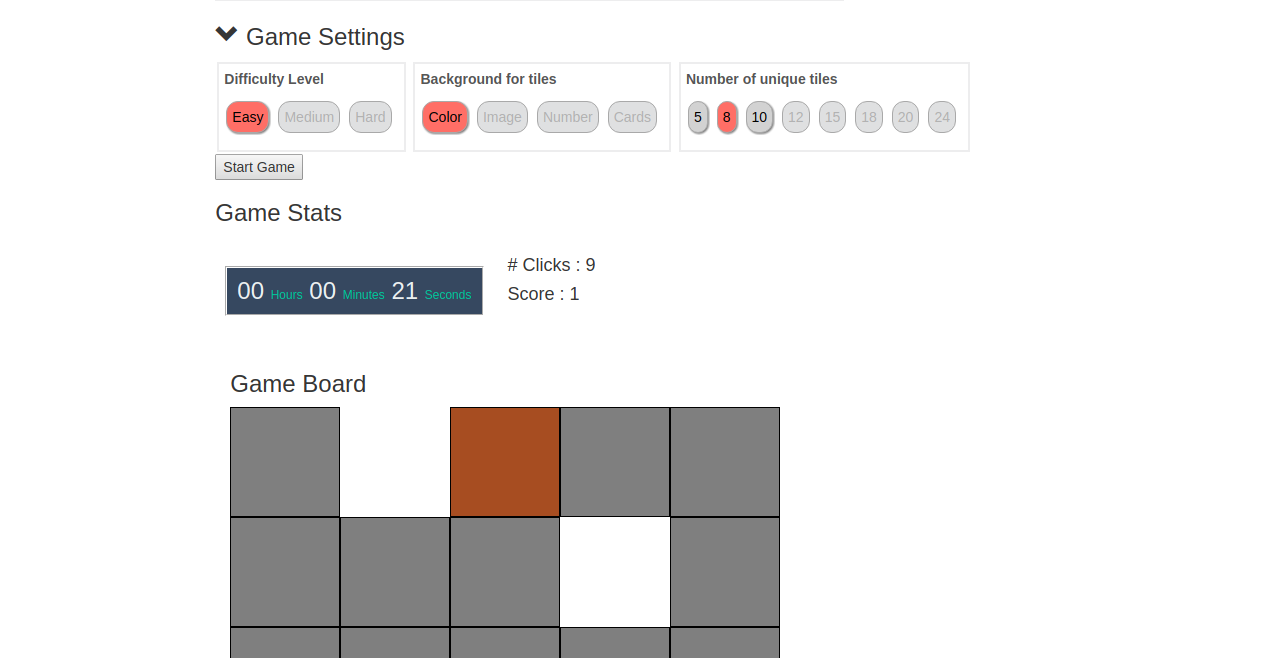 Game Settings
Difficulty Level
Easy Medium Hard
Background for tiles
Color Image Number Cards
Number of unique tiles
5 8 10 12 15 18 20 24
Start Game
Game Stats
00 Hours 00 Minutes 21 Seconds
# Clicks : 9
Score : 1
Game Board